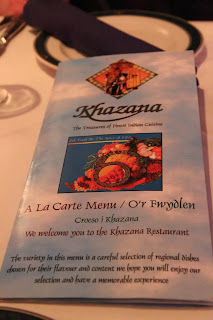 Khazana
The Treasures of Finest Indian Cuisine
A La Carte Menu / O'r Fwydlen
Croeso i Khazana
We welcome you to the Khazana Restaurant
The variety in this menu is a careful selection of regional dishes
chosen for their flavour and content we hope you will enjoy our
selection and have a memorable experience